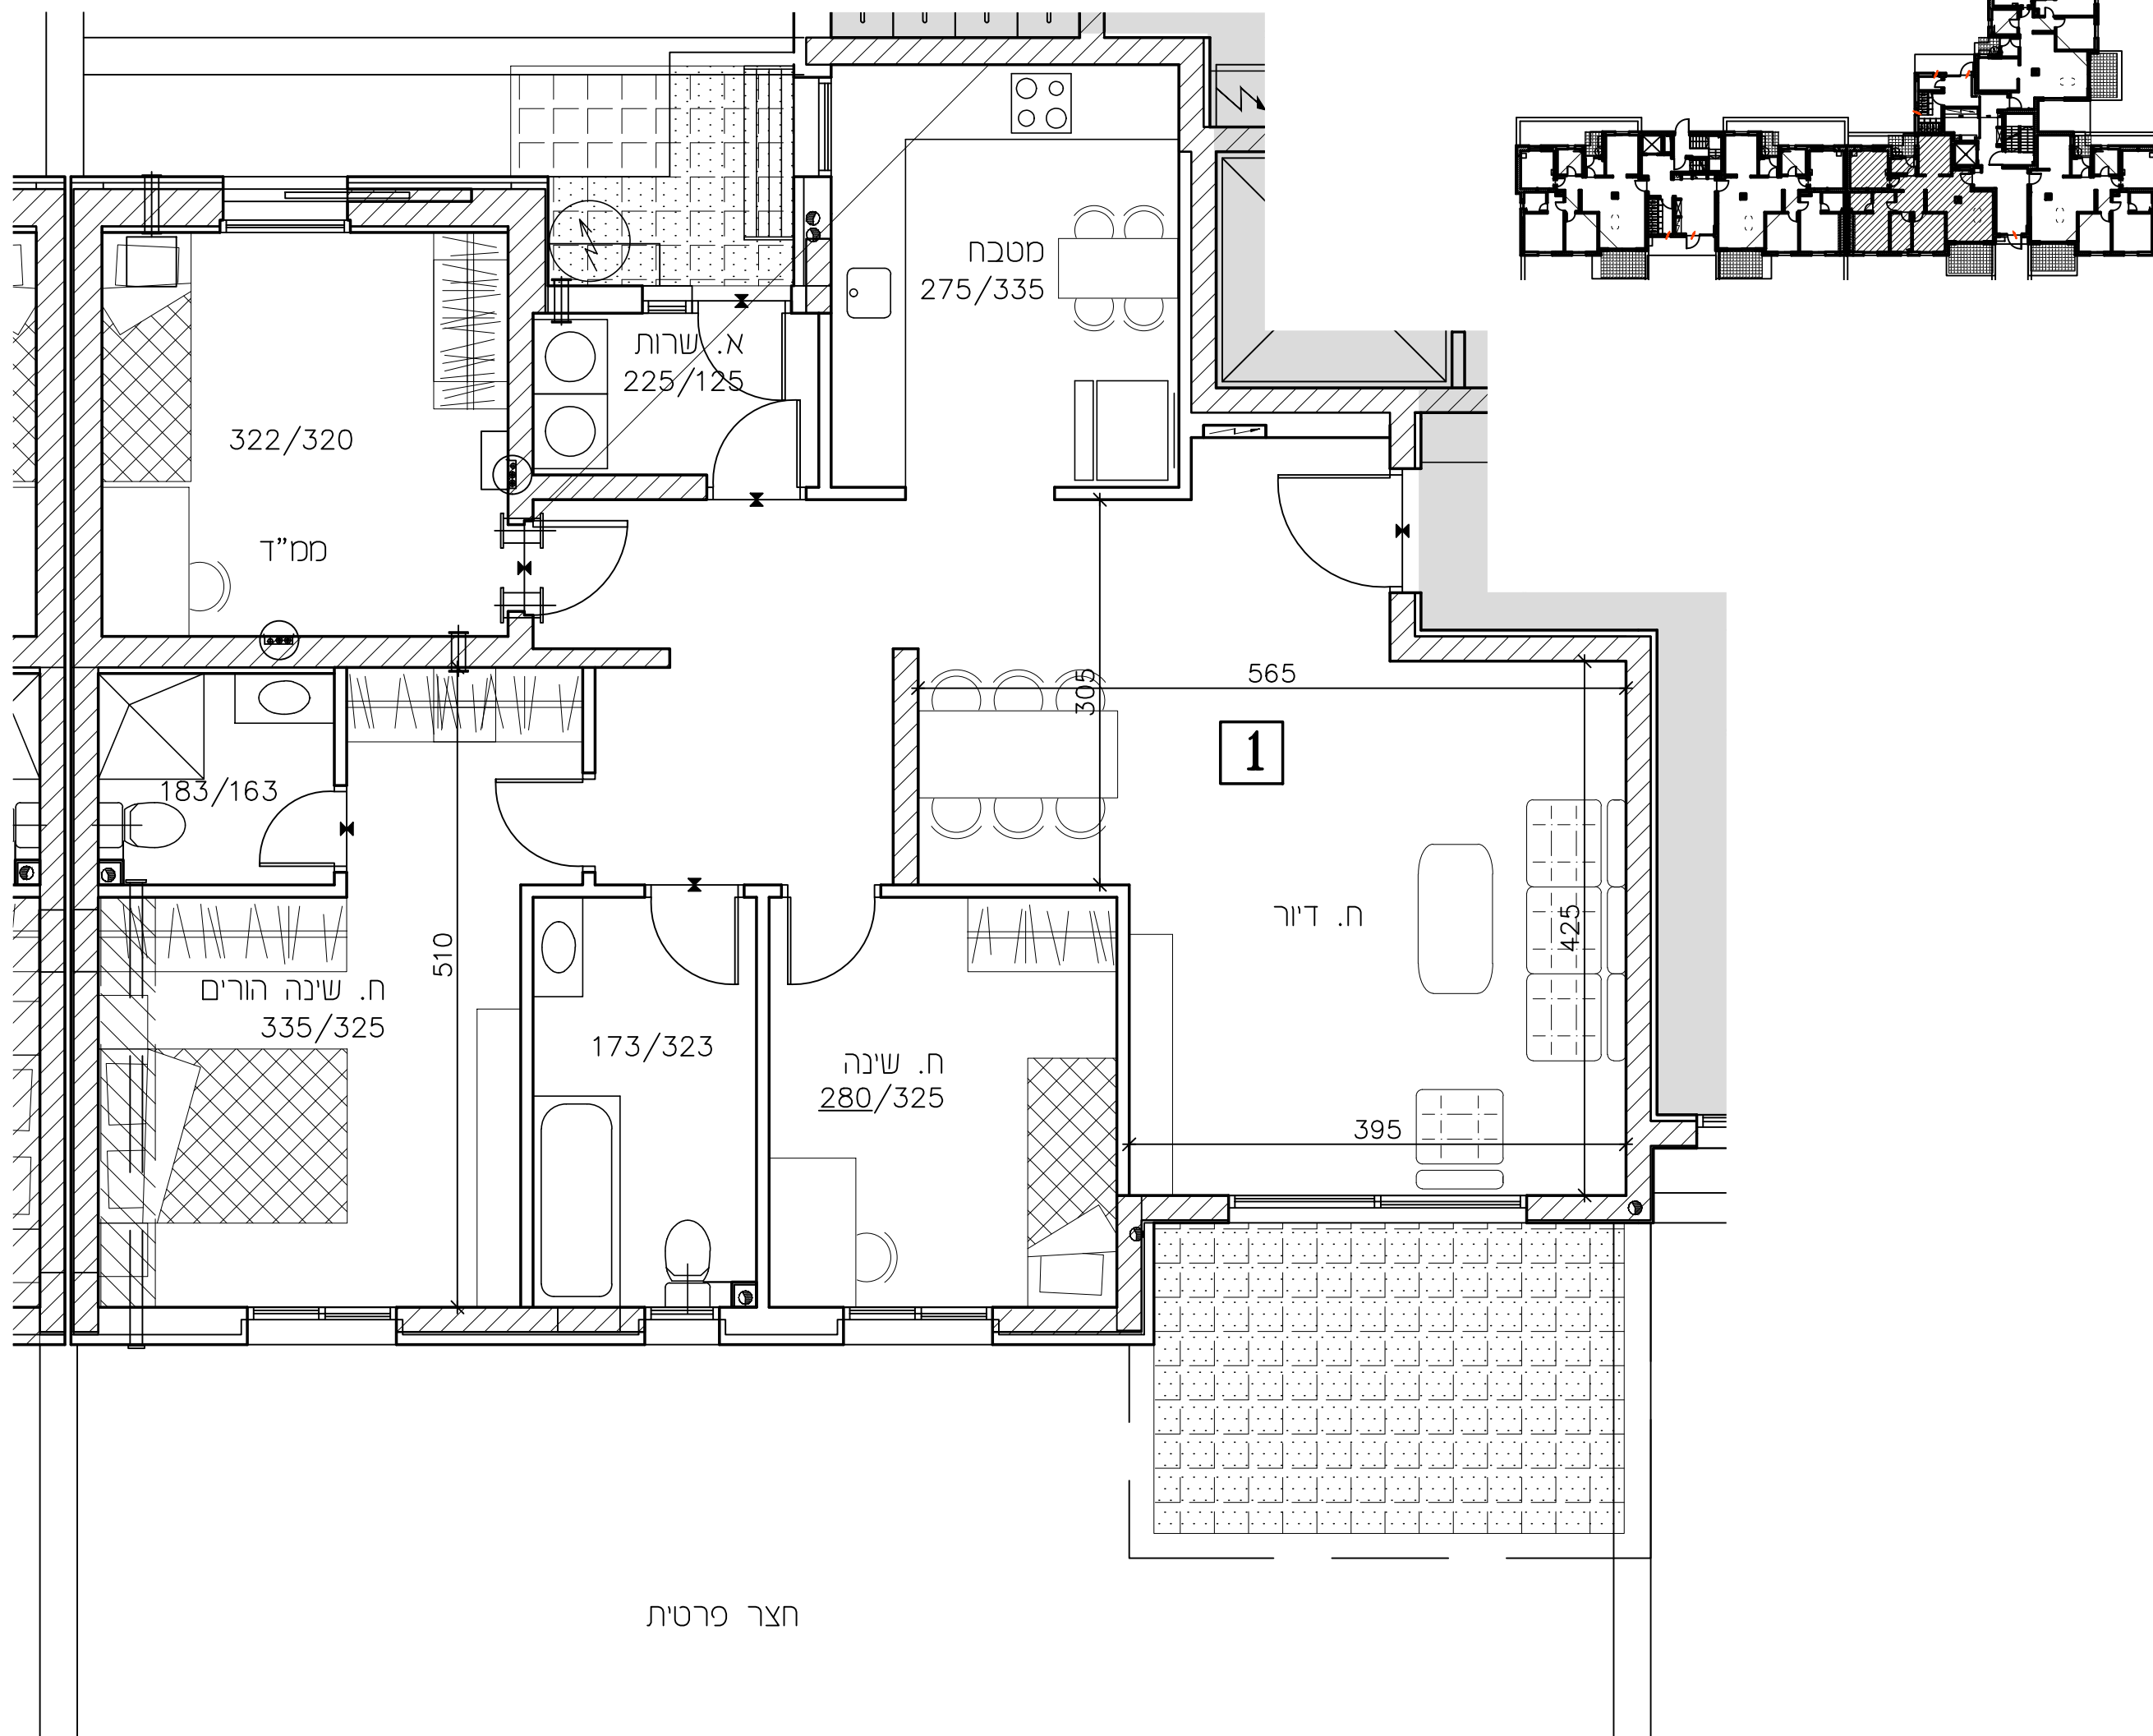 מטבח
275/335
א. שרות
225/125
322/320
ממ"ד
565
305
1
183/163
ח. דיור
425
510
ח. שינה הורים
335/325
173/323
ח. שינה
280/325
395
חצר פרטית